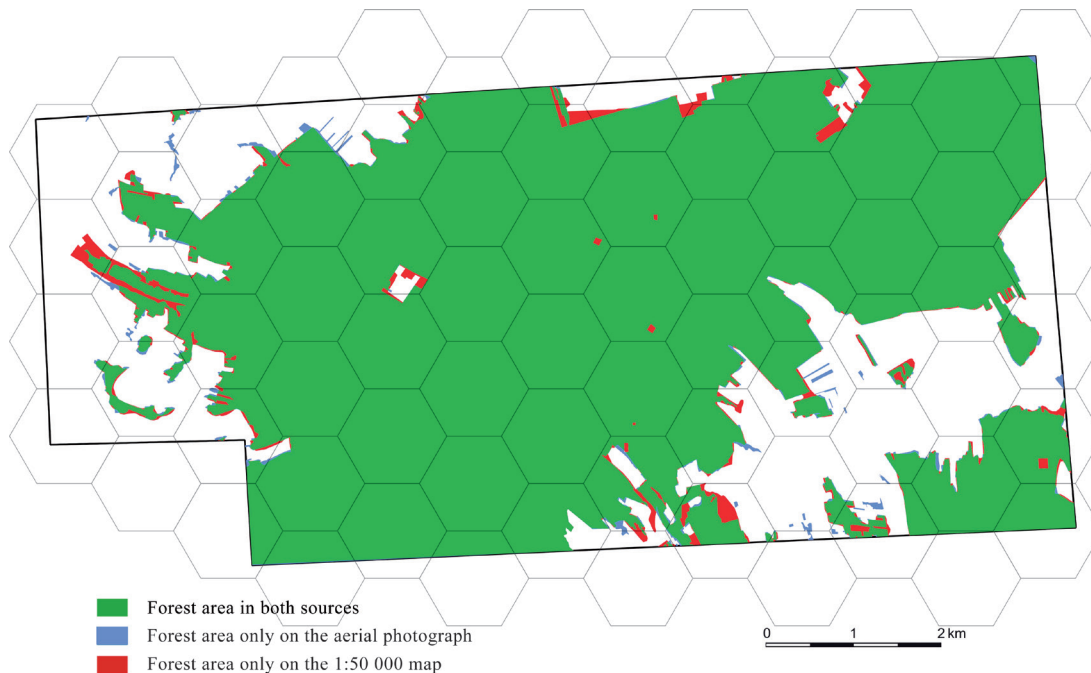 Forest area in both sources
Forest area only on the aerial photograph
Forest area only on the 1:50 000 map
0 1 2 km